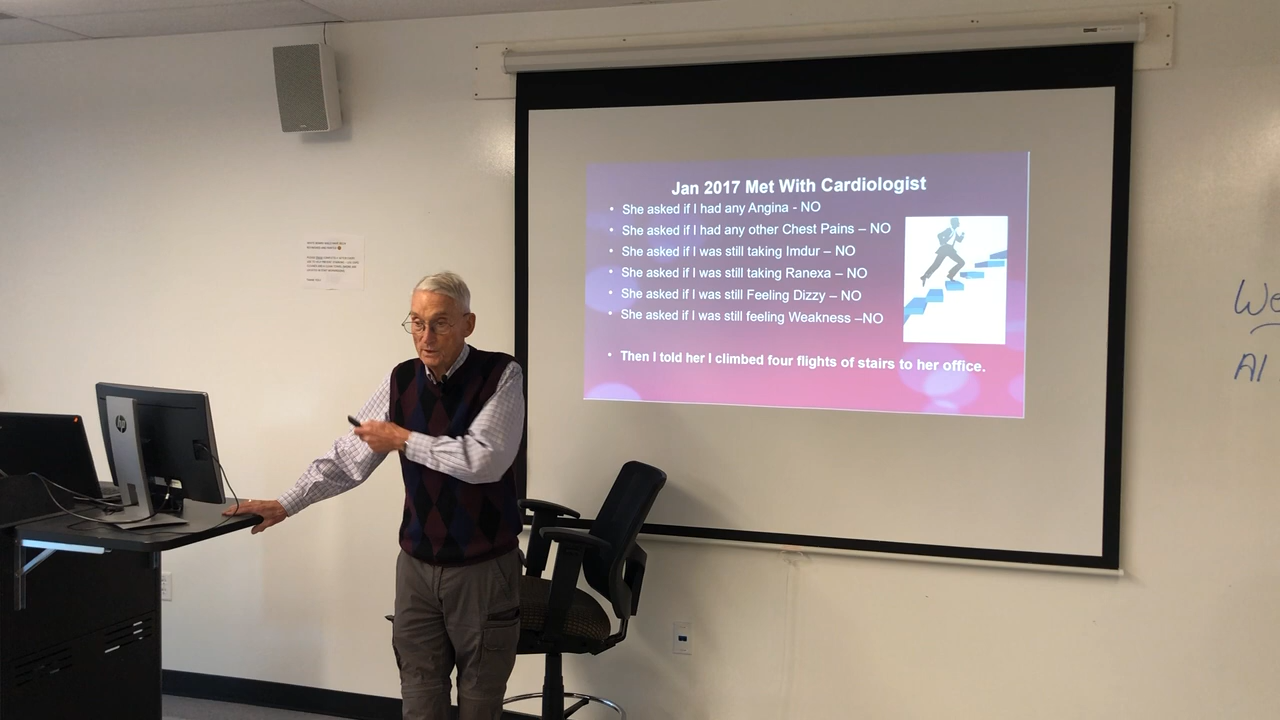 Jan 2017 Met With Cardiologist
• She asked if I had any Angina - NO
• She asked if I had any other Chest Pains – NO
• She asked if I was still taking Imdur – NO
• She asked if I was still taking Ranexa – NO
• She asked if I was still Feeling Dizzy – NO
• She asked if I was still feeling Weakness –NO
• Then I told her I climbed four flights of stairs to her office.
hp
We
AI